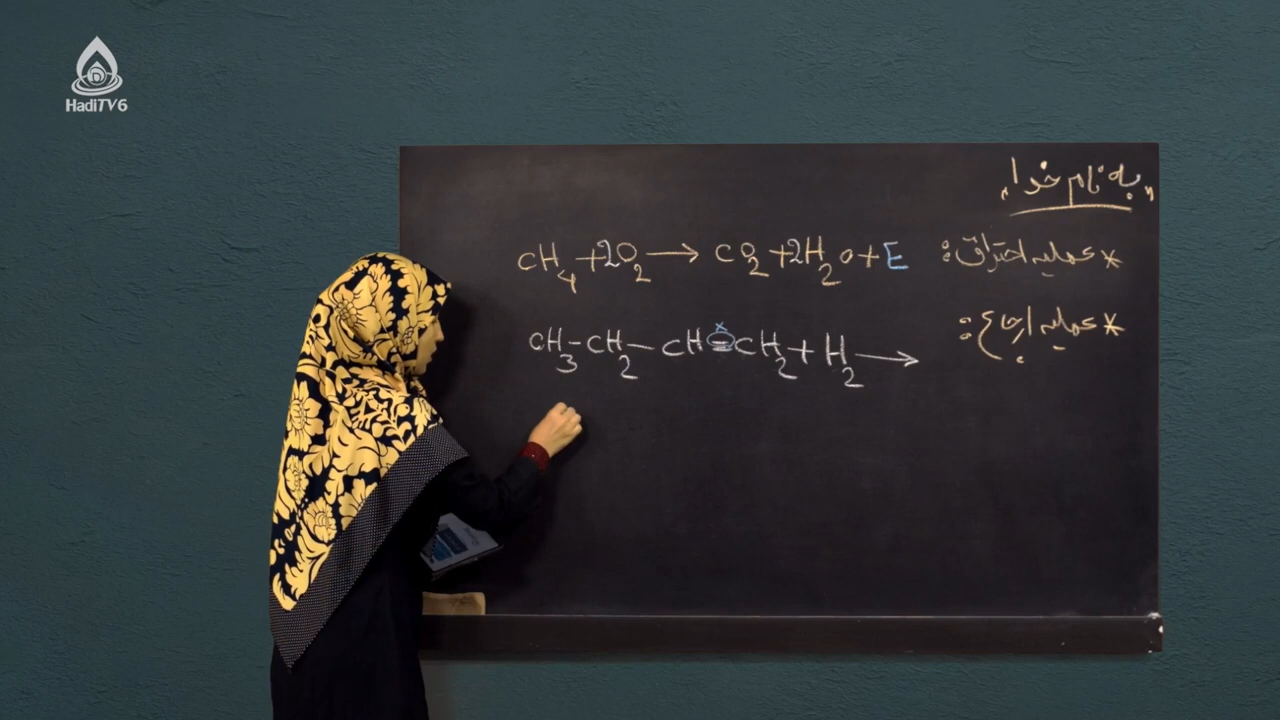 HadiTV6
"به نام خدا"
* عملیه احتراق: CH₄ + 2O₂ → CO₂ + 2H₂O + E
* عملیه ارجاع:
x
CH₃-CH₂-CH=CH₂ + H₂ →